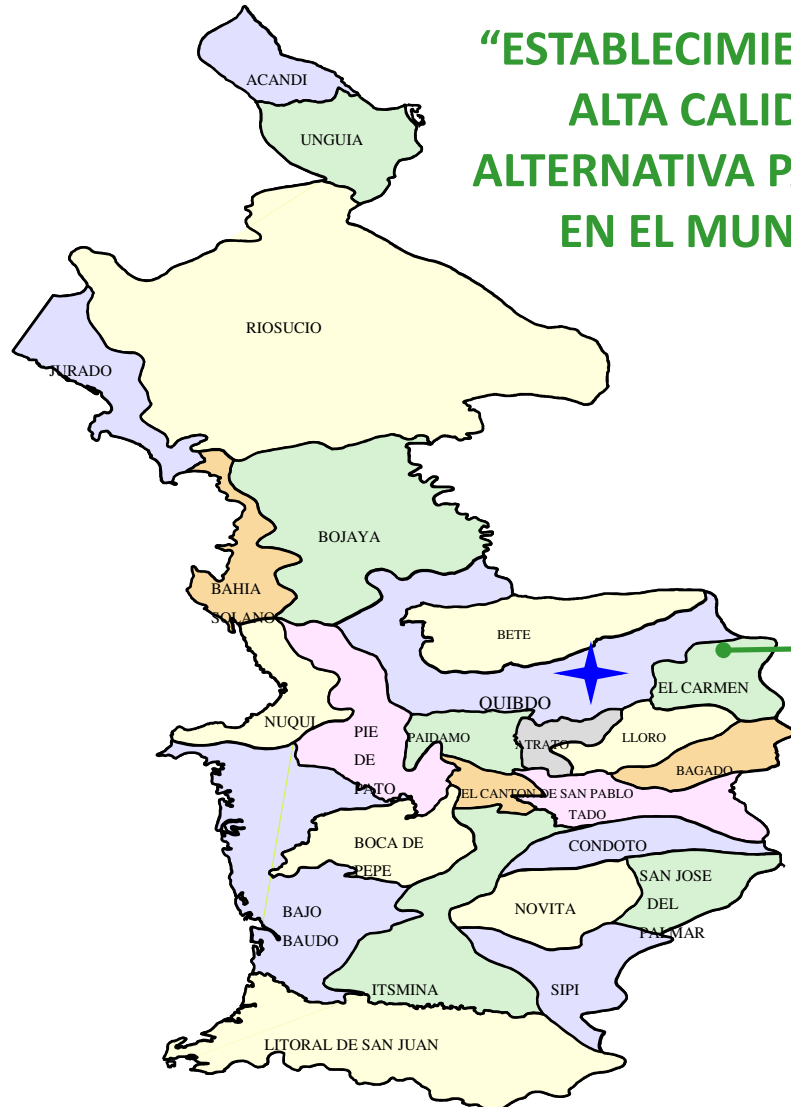 “ESTABLECIMIE
ALTA CALID
ALTERNATIVA P
EN EL MUN
ACANDI
UNGUIA
RIOSUCIO
JURADO
BOJAYA
BAHIA
SOLANO
BETE
EL CARMEN
QUIBDO
NUQUI
PIE
DE
PATO
PAIDAMO
ATRATO
LLORO
BAGADO
EL CANTON DE SAN PABLO
TADO
BOCA DE
PEPE
CONDOTO
SAN JOSE
DEL
PALMAR
NOVITA
BAJO
BAUDO
ITSMINA
SIPI
LITORAL DE SAN JUAN